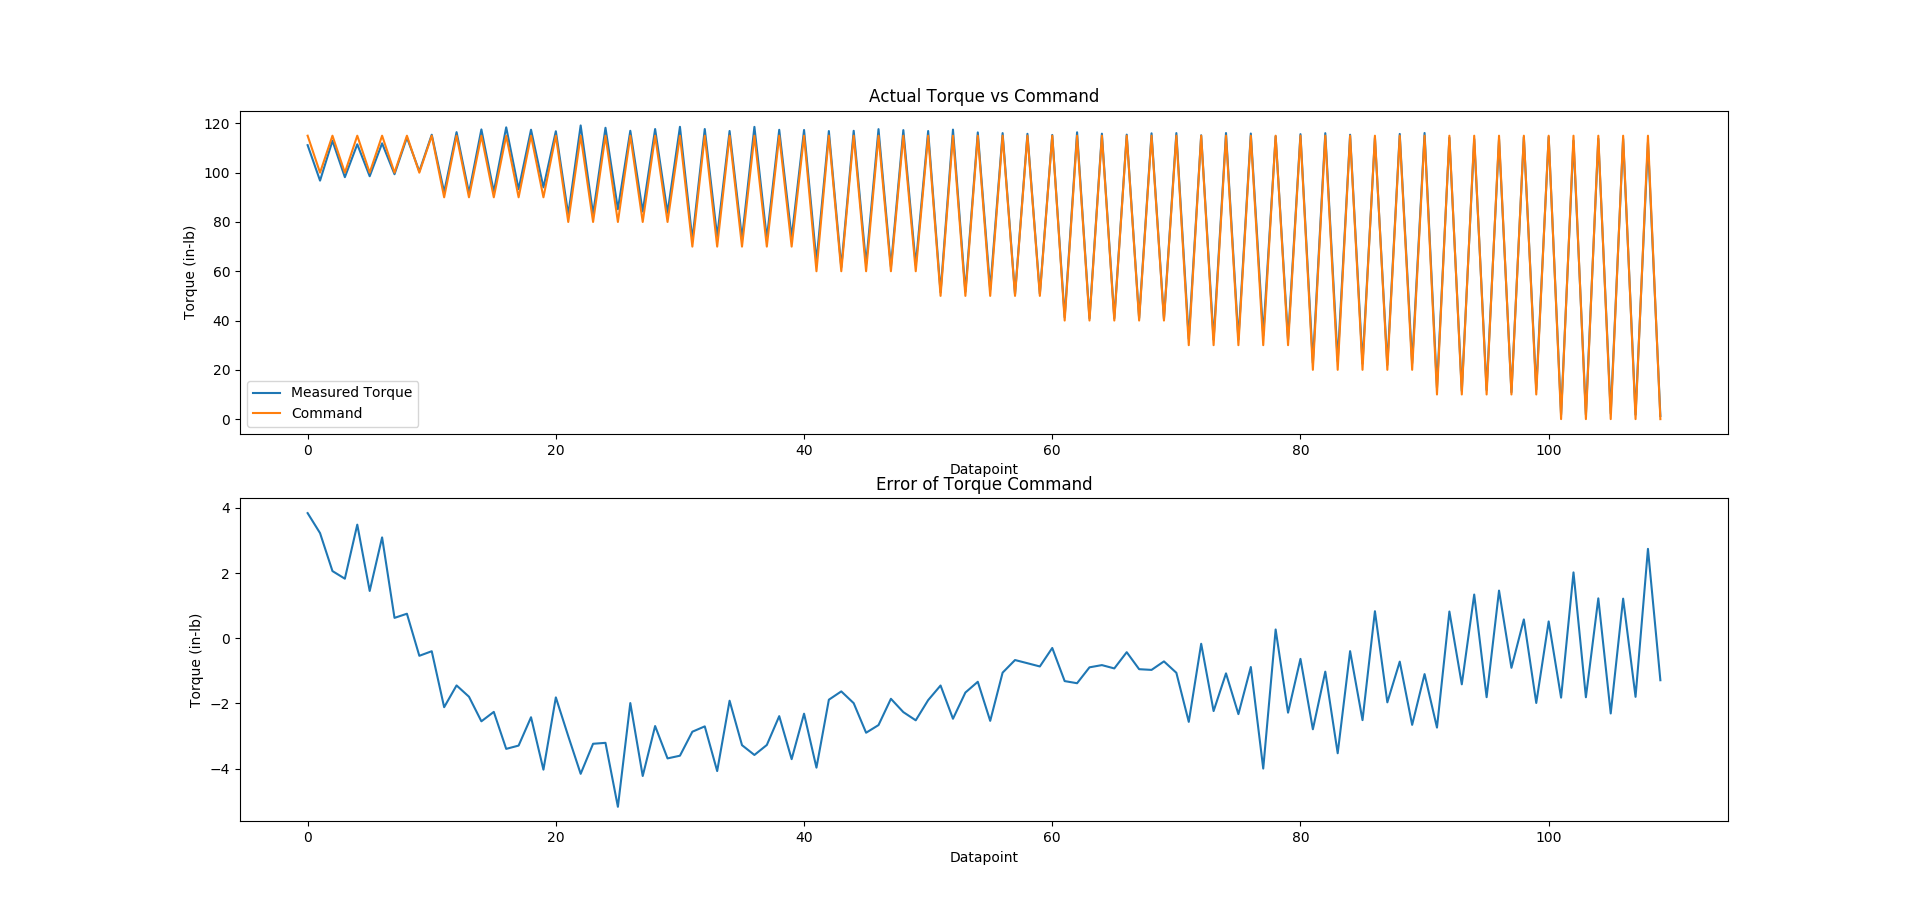 Actual Torque vs Command
120
100
80
60
40
20
0
Torque (in-lb)
Measured Torque
Command
0 20 40 60 80 100
Datapoint
Error of Torque Command
4
2
0
−2
−4
Torque (in-lb)
0 20 40 60 80 100
Datapoint